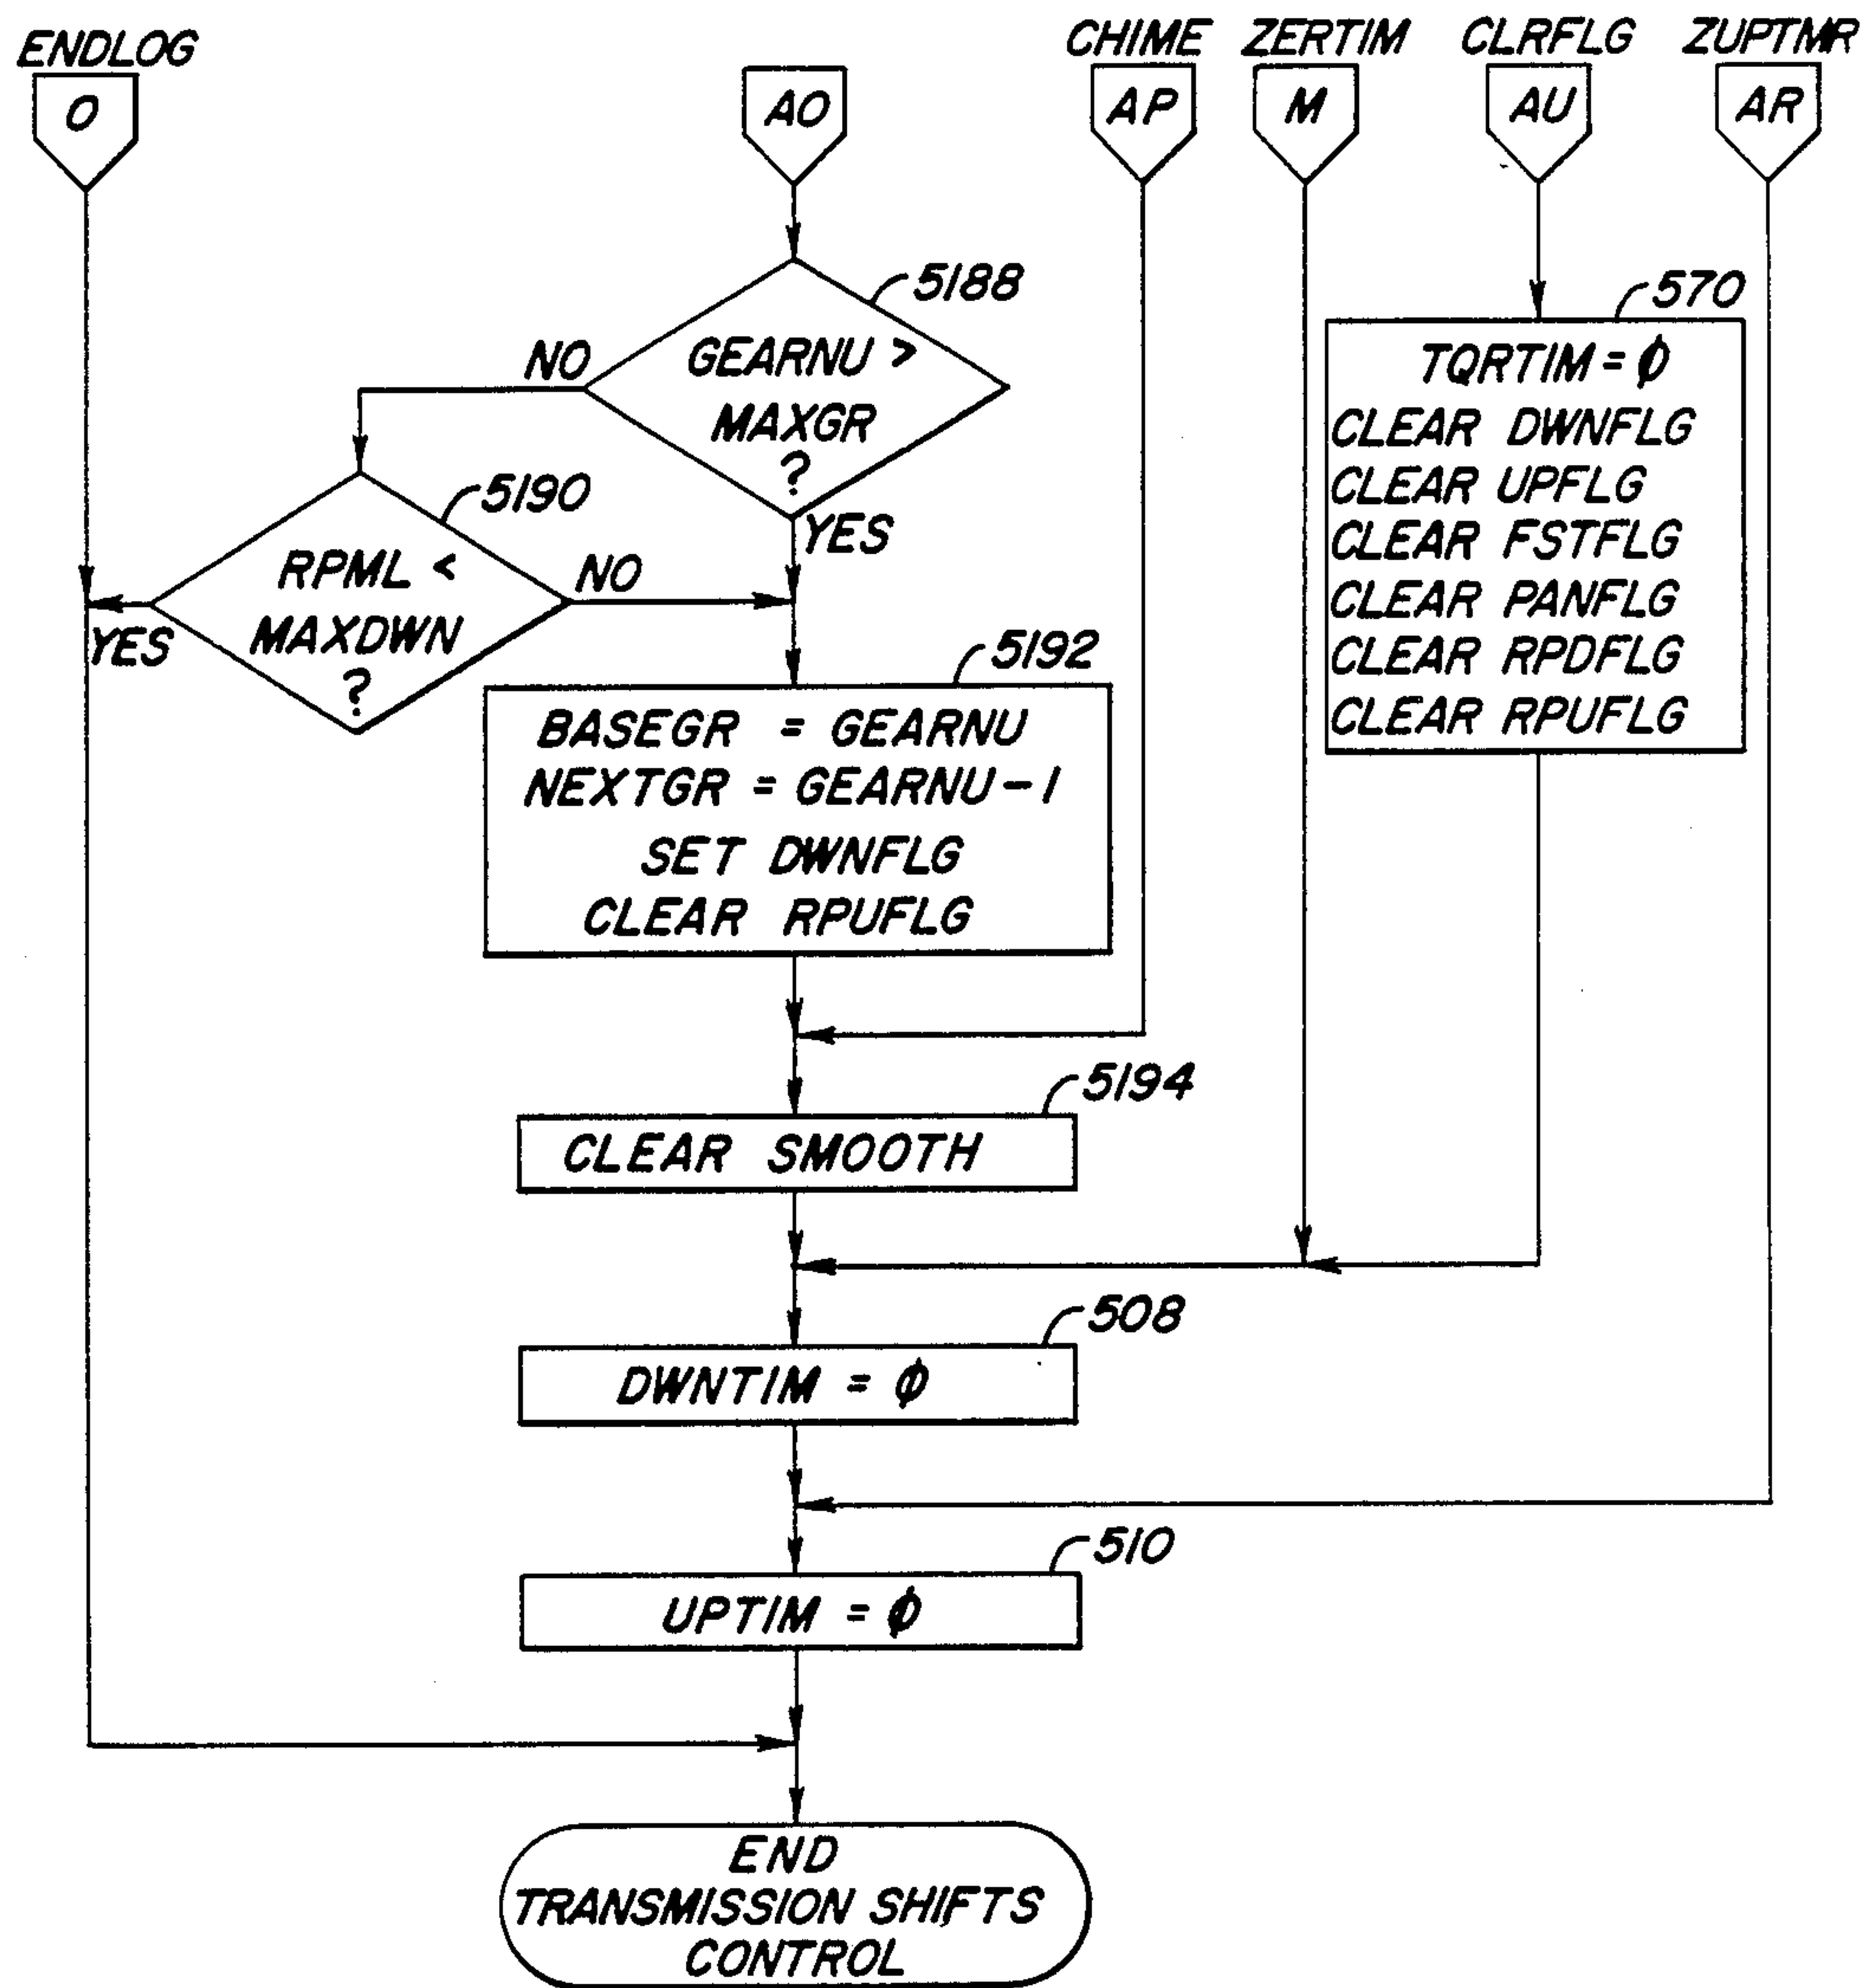 ENDLOG
CHIME
ZERTIM
CLRFLG
ZUPTMR
O
AO
AP
M
AU
AR
5188
GEARNU >
MAXGR
?
NO
YES
5190
RPML <
MAXDWN
?
NO
YES
570
TQRTIM = φ
CLEAR DWNFLG
CLEAR UPFLG
CLEAR FSTFLG
CLEAR PANFLG
CLEAR RPDFLG
CLEAR RPUFLG
5192
BASEGR = GEARNU
NEXTGR = GEARNU-1
SET DWNFLG
CLEAR RPUFLG
5194
CLEAR SMOOTH
508
DWNTIM = φ
510
UPTIM = φ
END
TRANSMISSION SHIFTS
CONTROL